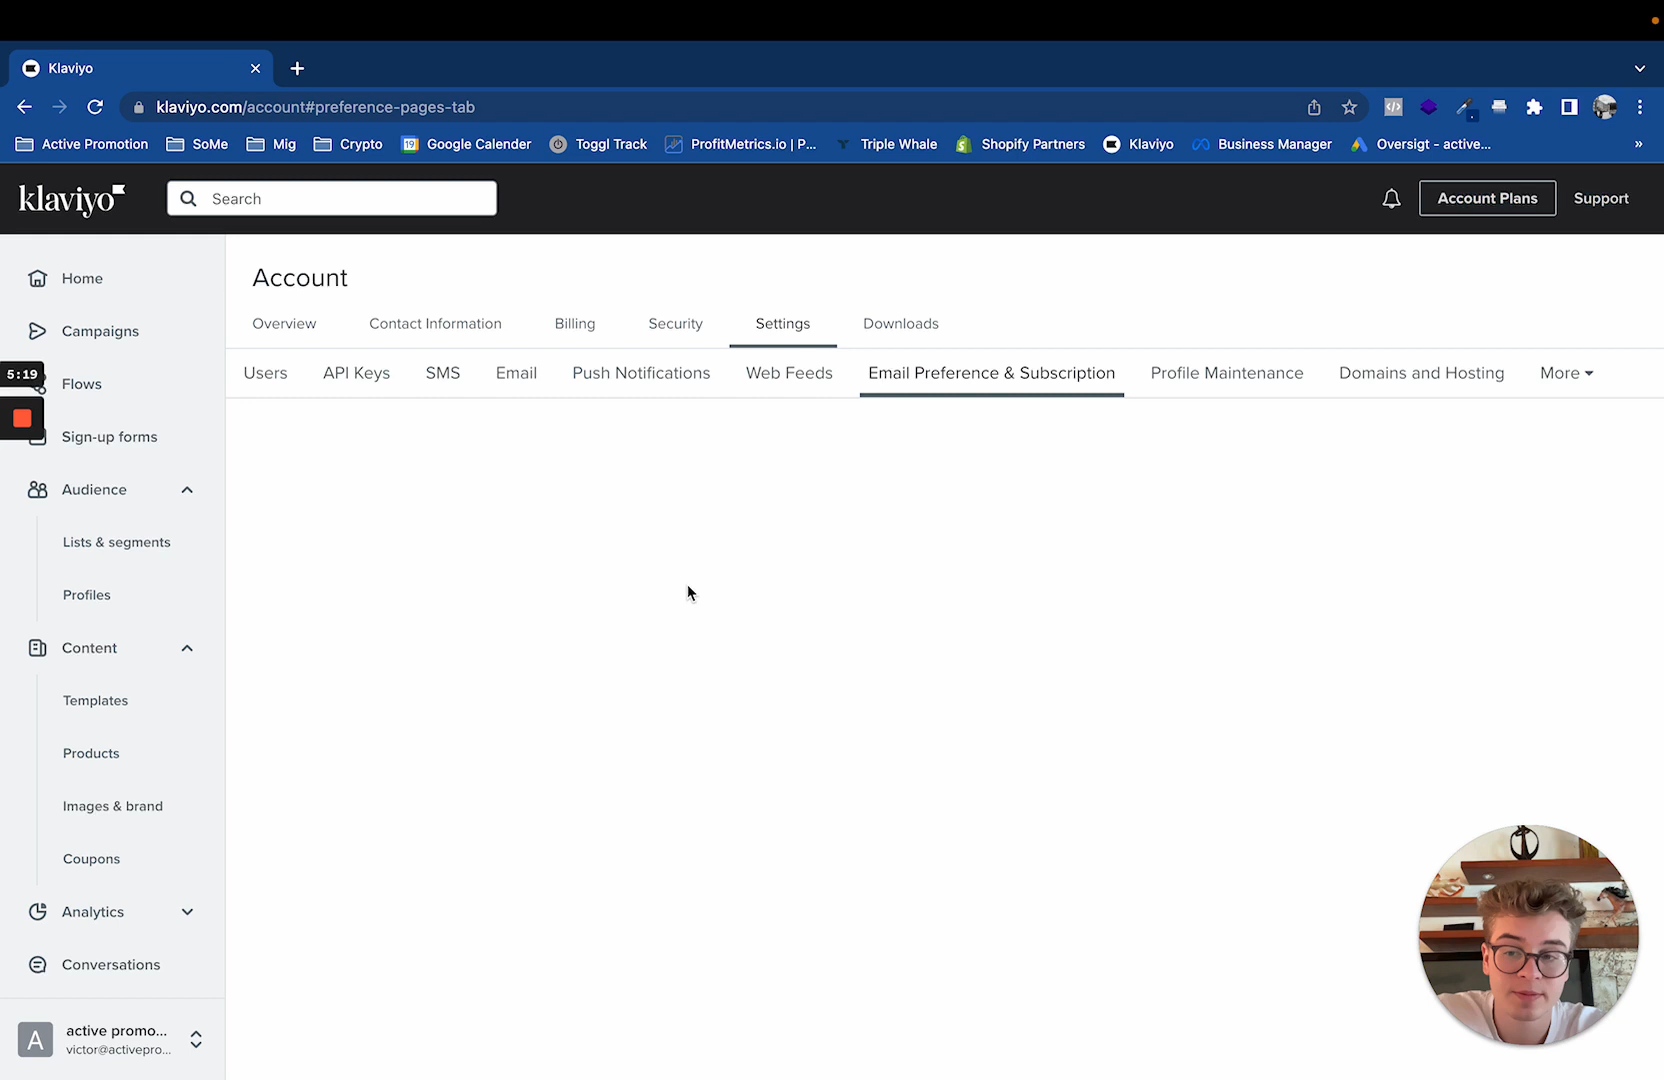 Klaviyo
klaviyo.com/account#preference-pages-tab
Active Promotion
SoMe
Mig
Crypto
19
Google Calender
Toggl Track
ProfitMetrics.io | P...
Triple Whale
Shopify Partners
Klaviyo
Business Manager
Oversigt - active...
»
klaviyo
Search
Account Plans
Support
Home
Campaigns
5:19
Flows
Sign-up forms
Audience
Lists & segments
Profiles
Content
Templates
Products
Images & brand
Coupons
Analytics
Conversations
A
active promo...
victor@activepro...
Account
Overview
Contact Information
Billing
Security
Settings
Downloads
Users
API Keys
SMS
Email
Push Notifications
Web Feeds
Email Preference & Subscription
Profile Maintenance
Domains and Hosting
More